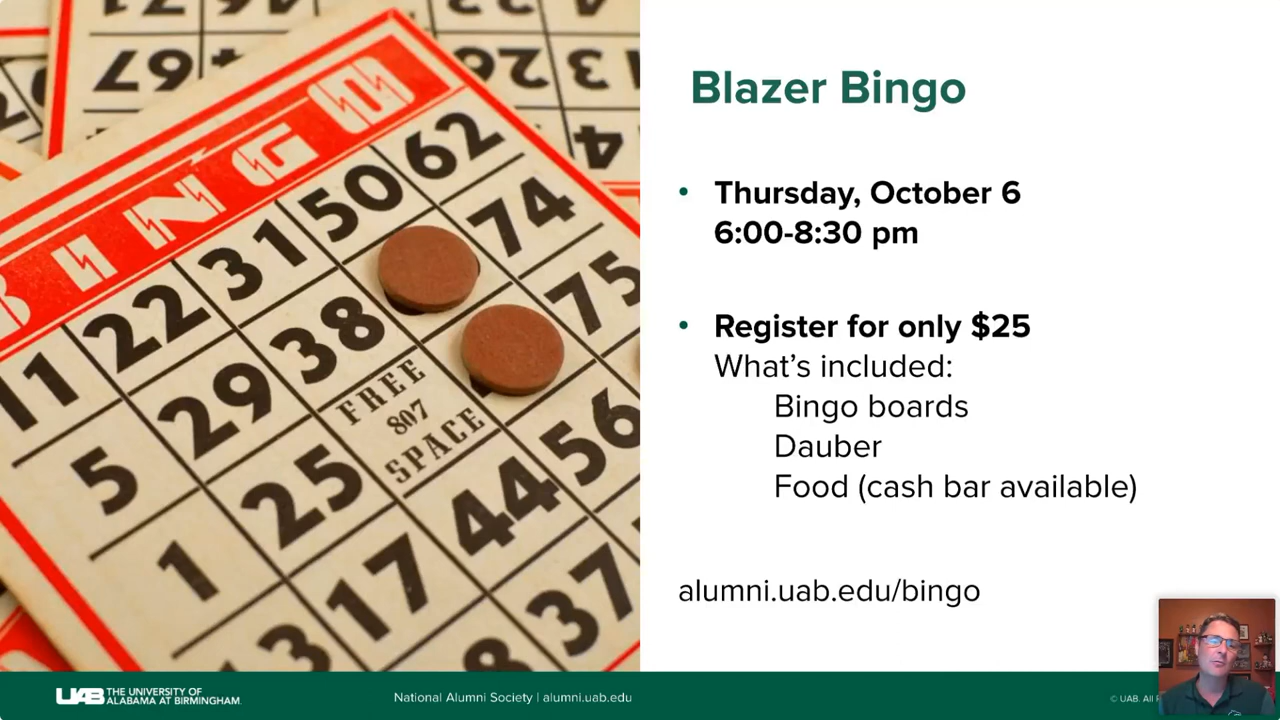 Blazer Bingo
• Thursday, October 6
6:00-8:30 pm
• Register for only $25
What's included:
Bingo boards
Dauber
Food (cash bar available)
alumni.uab.edu/bingo
BINGO
11 22 31 50 62
5 29 38 74
1 25 FREE 807 SPACE 75
17 44 56
37
67
UAB THE UNIVERSITY OF
ALABAMA AT BIRMINGHAM.
National Alumni Society | alumni.uab.edu
© UAB. All